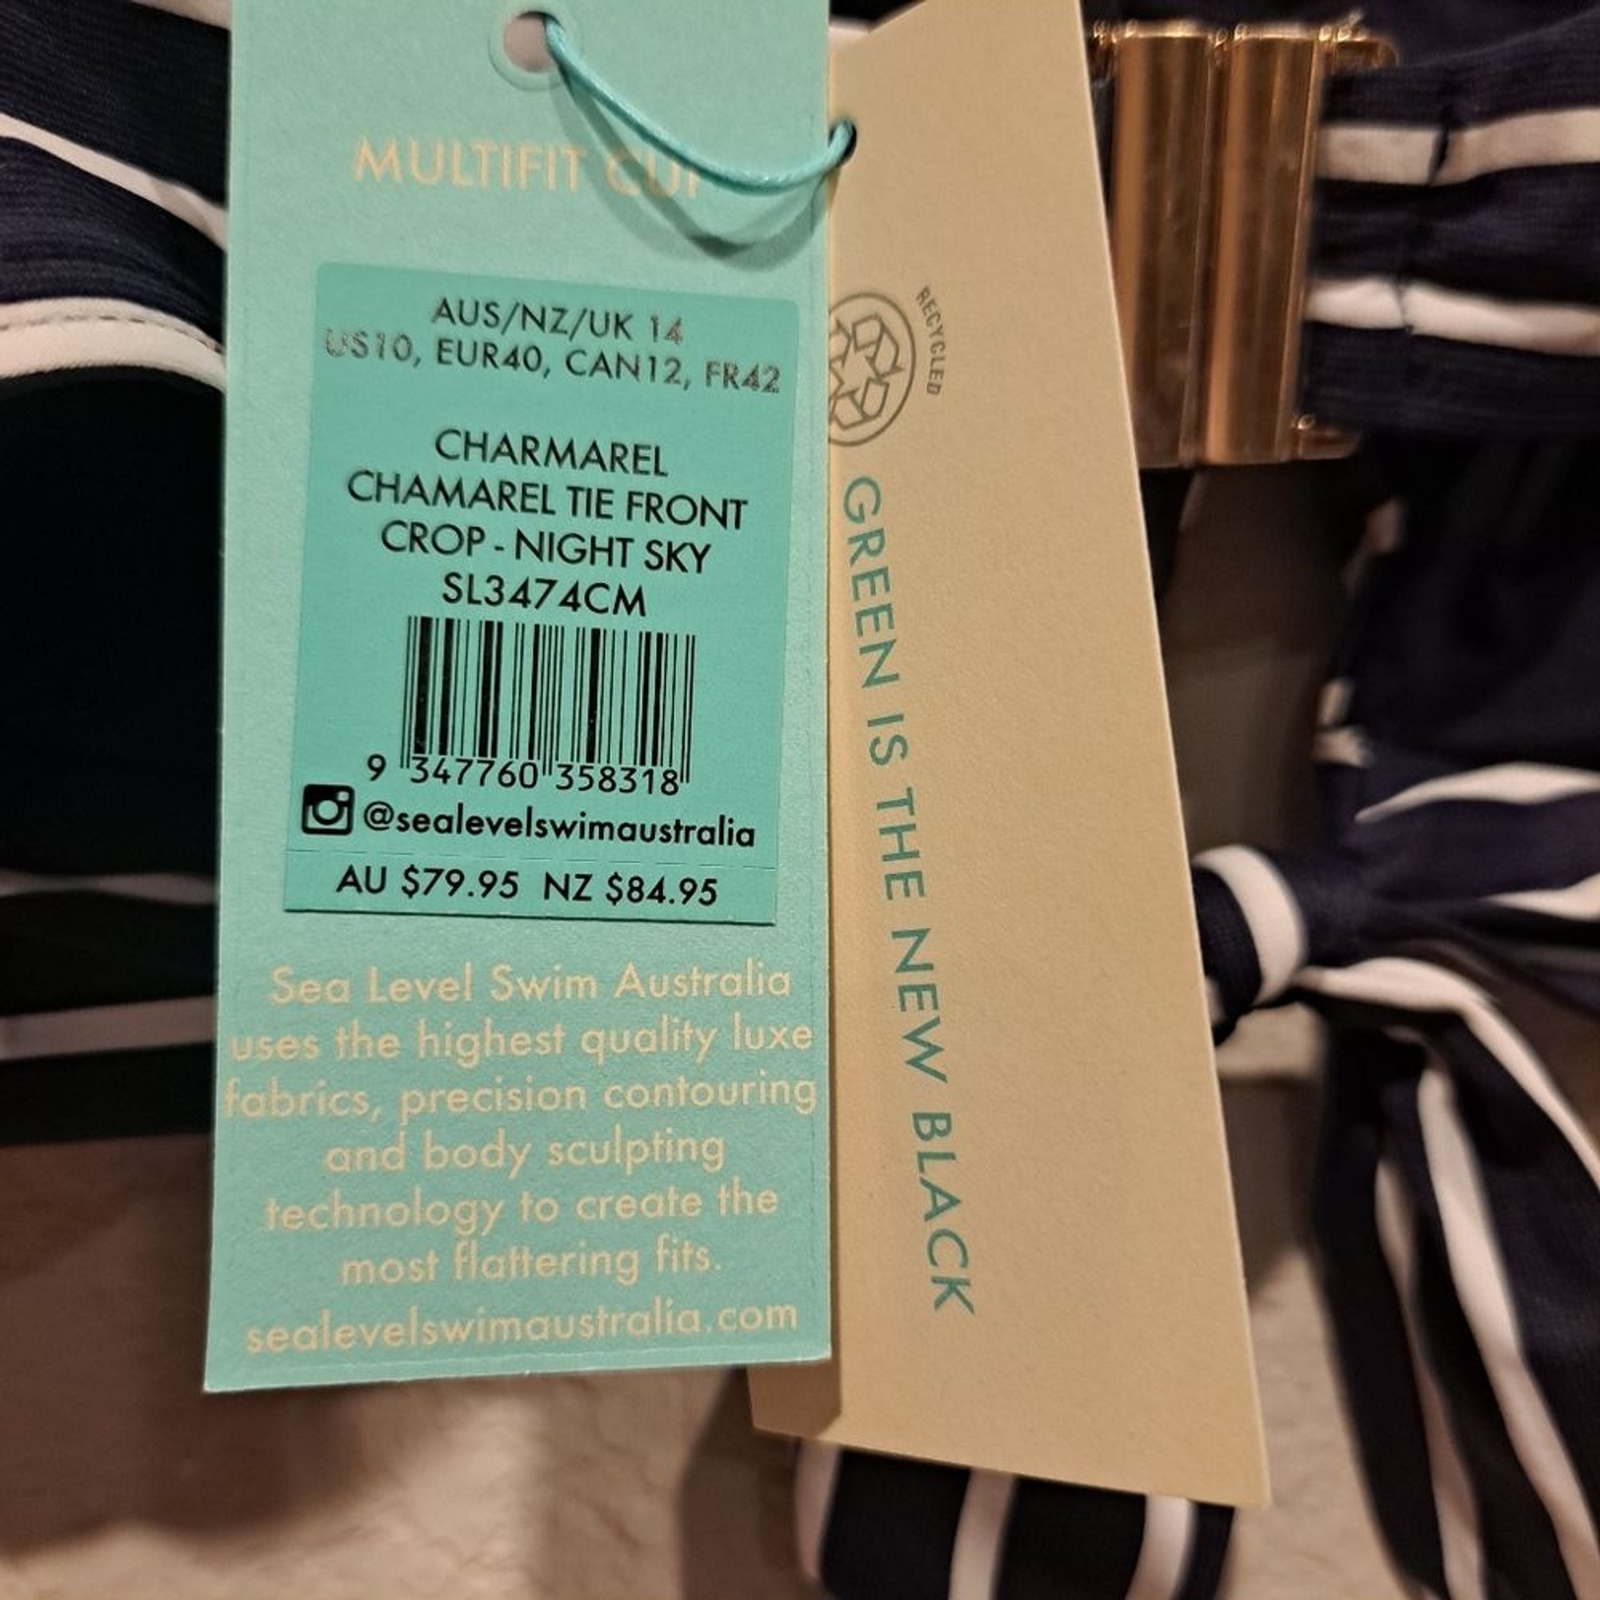 MULTIFIT CUP
AUS/NZ/UK 14
US10, EUR40, CAN12, FR42
CHARMAREL
CHAMAREL TIE FRONT
CROP - NIGHT SKY
SL3474CM
9 347760 358318
@sealevelswimaustralia
AU $79.95 NZ $84.95
Sea Level Swim Australia
uses the highest quality luxe
fabrics, precision contouring
and body sculpting
technology to create the
most flattering fits.
sealevelswimaustralia.com
RECYCLED
GREEN IS THE NEW BLACK